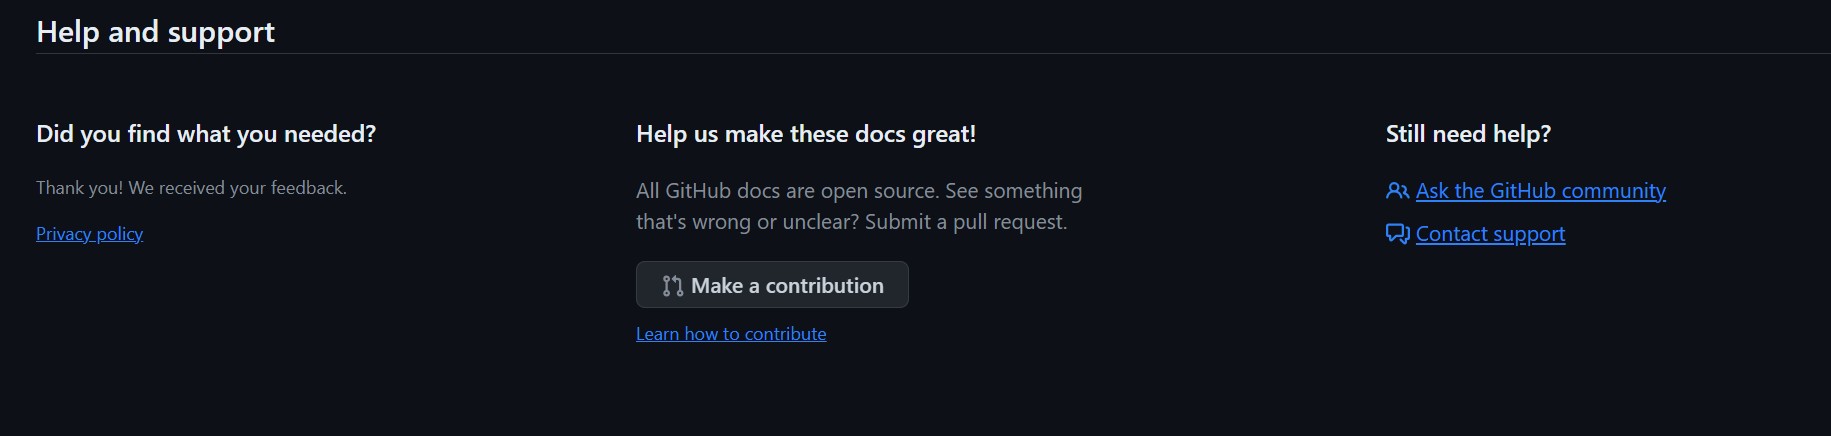 Help and support
Did you find what you needed?
Thank you! We received your feedback.
Privacy policy
Help us make these docs great!
All GitHub docs are open source. See something
that's wrong or unclear? Submit a pull request.
Make a contribution
Learn how to contribute
Still need help?
Ask the GitHub community
Contact support